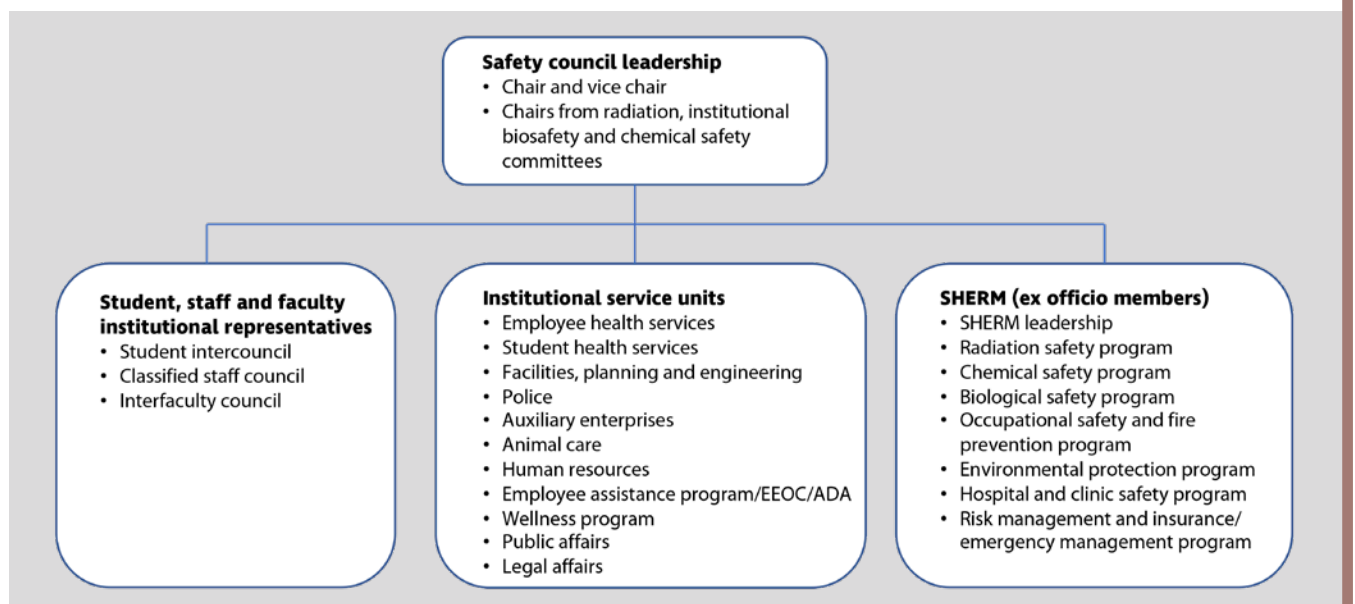 Safety council leadership
• Chair and vice chair
• Chairs from radiation, institutional
biosafety and chemical safety
committees
Student, staff and faculty
institutional representatives
• Student intercouncil
• Classified staff council
• Interfaculty council
Institutional service units
• Employee health services
• Student health services
• Facilities, planning and engineering
• Police
• Auxiliary enterprises
• Animal care
• Human resources
• Employee assistance program/EEOC/ADA
• Wellness program
• Public affairs
• Legal affairs
SHERM (ex officio members)
• SHERM leadership
• Radiation safety program
• Chemical safety program
• Biological safety program
• Occupational safety and fire
prevention program
• Environmental protection program
• Hospital and clinic safety program
• Risk management and insurance/
emergency management program